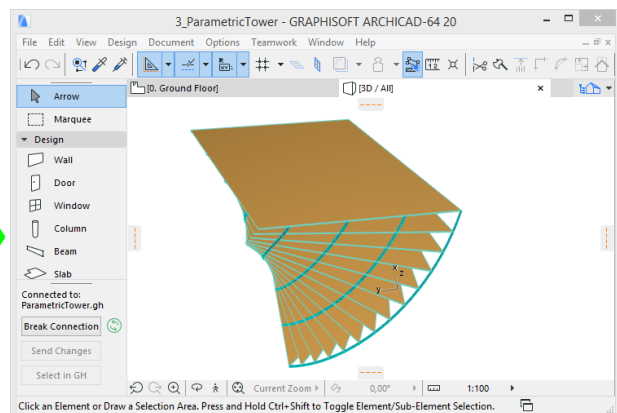 3_ParametricTower - GRAPHISOFT ARCHICAD-64 20
File Edit View Design Document Options Teamwork Window Help
Arrow
[0. Ground Floor]
[3D / All]
Marquee
Design
Wall
Door
Window
Column
Beam
Slab
x
z
y
Connected to:
ParametricTower.gh
Break Connection
Send Changes
Select in GH
Current Zoom
0,00°
1:100
Click an Element or Draw a Selection Area. Press and Hold Ctrl+Shift to Toggle Element/Sub-Element Selection.